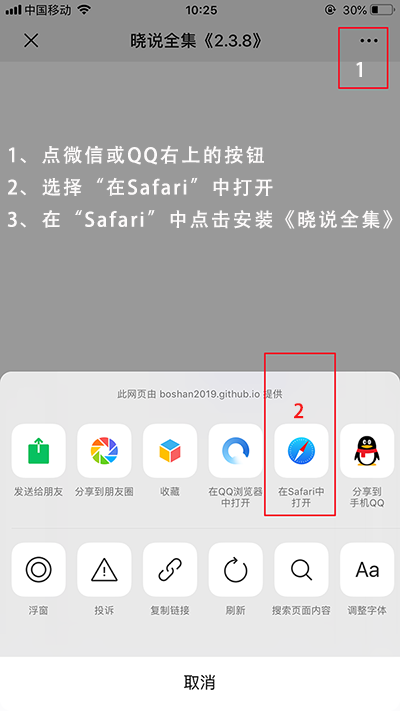 中国移动 10:25 30%
晓说全集《2.3.8》
1
1、点微信或QQ右上的按钮
2、选择“在Safari”中打开
3、在“Safari”中点击安装《晓说全集》
此网页由 boshan2019.github.io 提供
2
发送给朋友 分享到朋友圈 收藏 在QQ浏览器中打开 在Safari中打开 分享到手机QQ
Aa
浮窗 投诉 复制链接 刷新 搜索页面内容 调整字体
取消